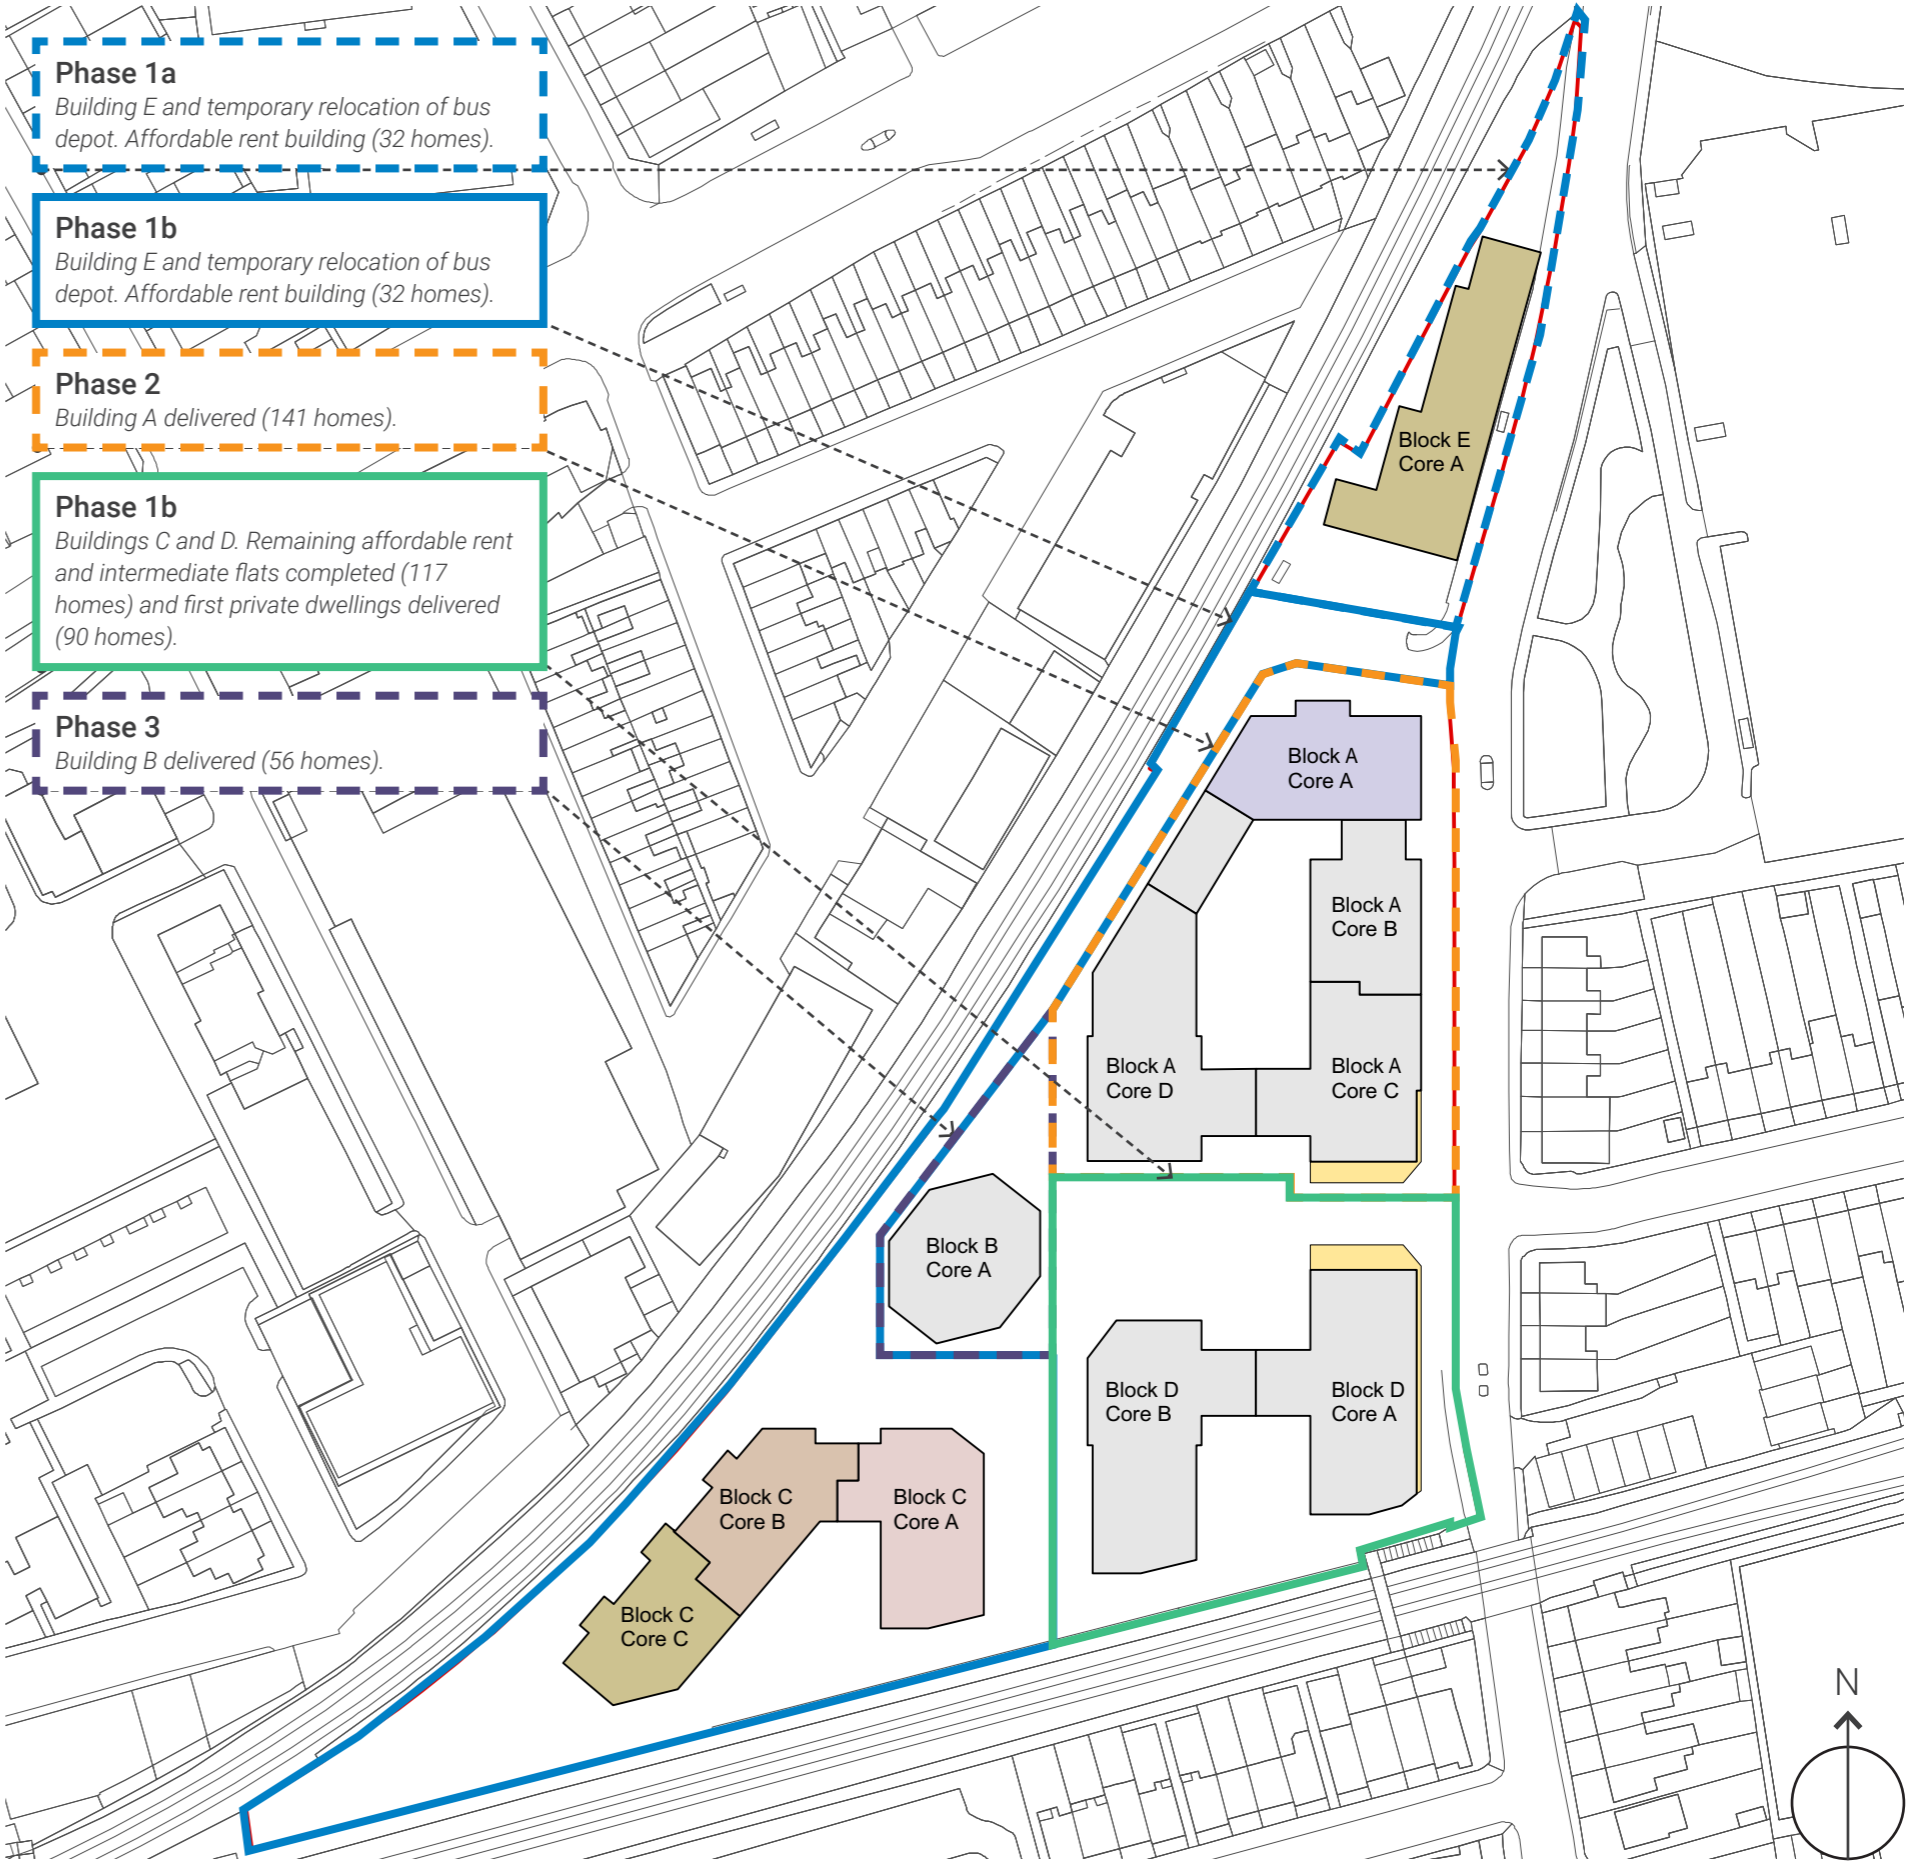 Phase 1a
Building E and temporary relocation of bus
depot. Affordable rent building (32 homes).
Phase 1b
Building E and temporary relocation of bus
depot. Affordable rent building (32 homes).
Phase 2
Building A delivered (141 homes).
Phase 1b
Buildings C and D. Remaining affordable rent
and intermediate flats completed (117
homes) and first private dwellings delivered
(90 homes).
Phase 3
Building B delivered (56 homes).
Block E
Core A
Block A
Core A
Block A
Core B
Block A
Core D
Block A
Core C
Block B
Core A
Block D
Core B
Block D
Core A
Block C
Core B
Block C
Core A
Block C
Core C
N